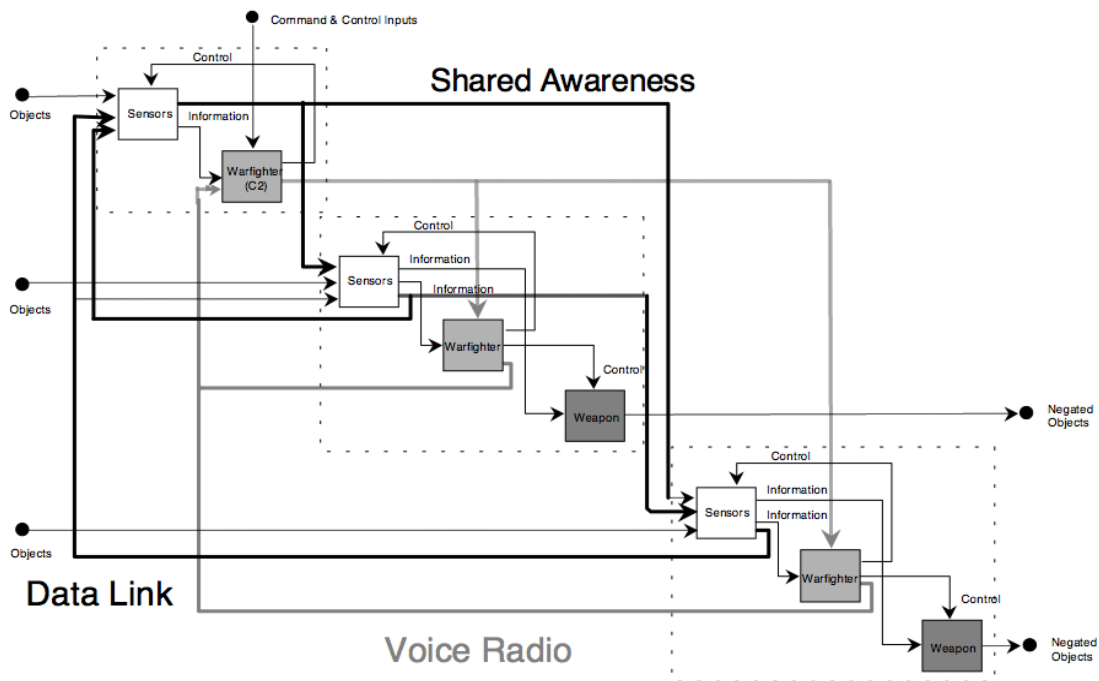 Command & Control Inputs
Control
Shared Awareness
Objects
Sensors
Information
Warfighter
(C2)
Control
Information
Objects
Sensors
Information
Warfighter
Control
Weapon
Negated
Objects
Control
Information
Sensors
Information
Objects
Warfighter
Data Link
Control
Voice Radio
Weapon
Negated
Objects